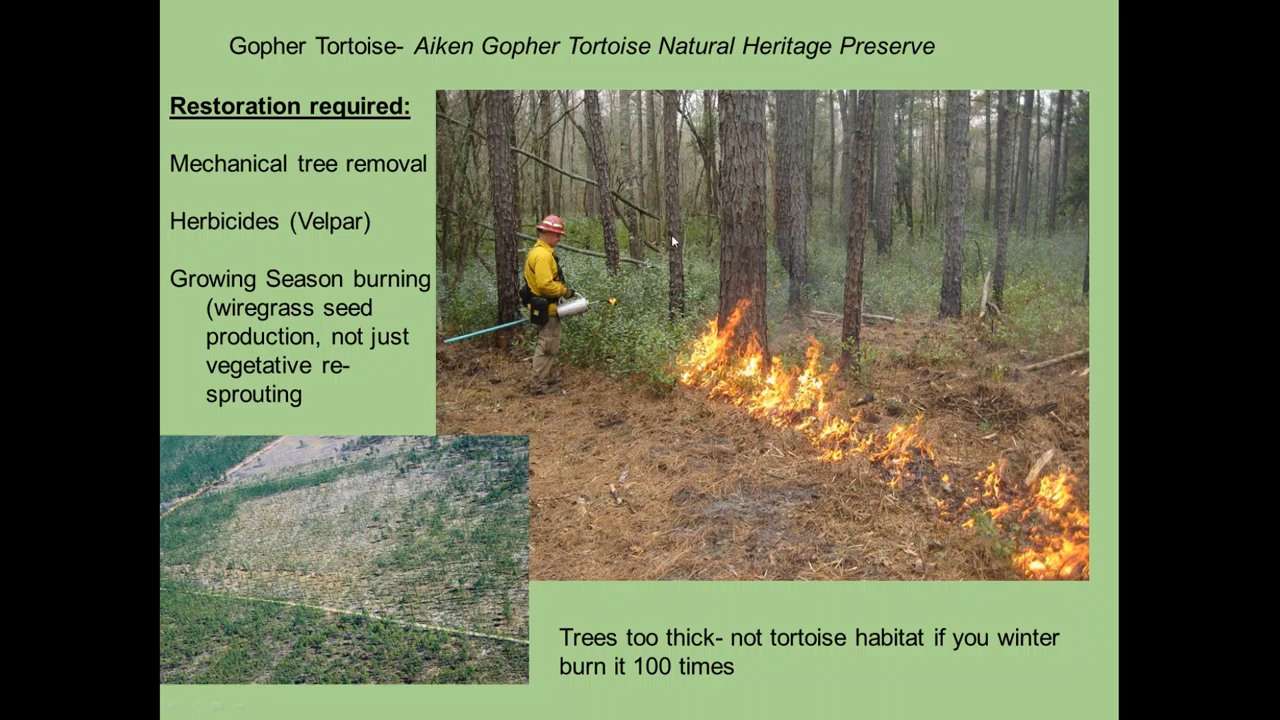 Gopher Tortoise- Aiken Gopher Tortoise Natural Heritage Preserve
Restoration required:
Mechanical tree removal
Herbicides (Velpar)
Growing Season burning
(wiregrass seed
production, not just
vegetative re-
sprouting
Trees too thick- not tortoise habitat if you winter
burn it 100 times